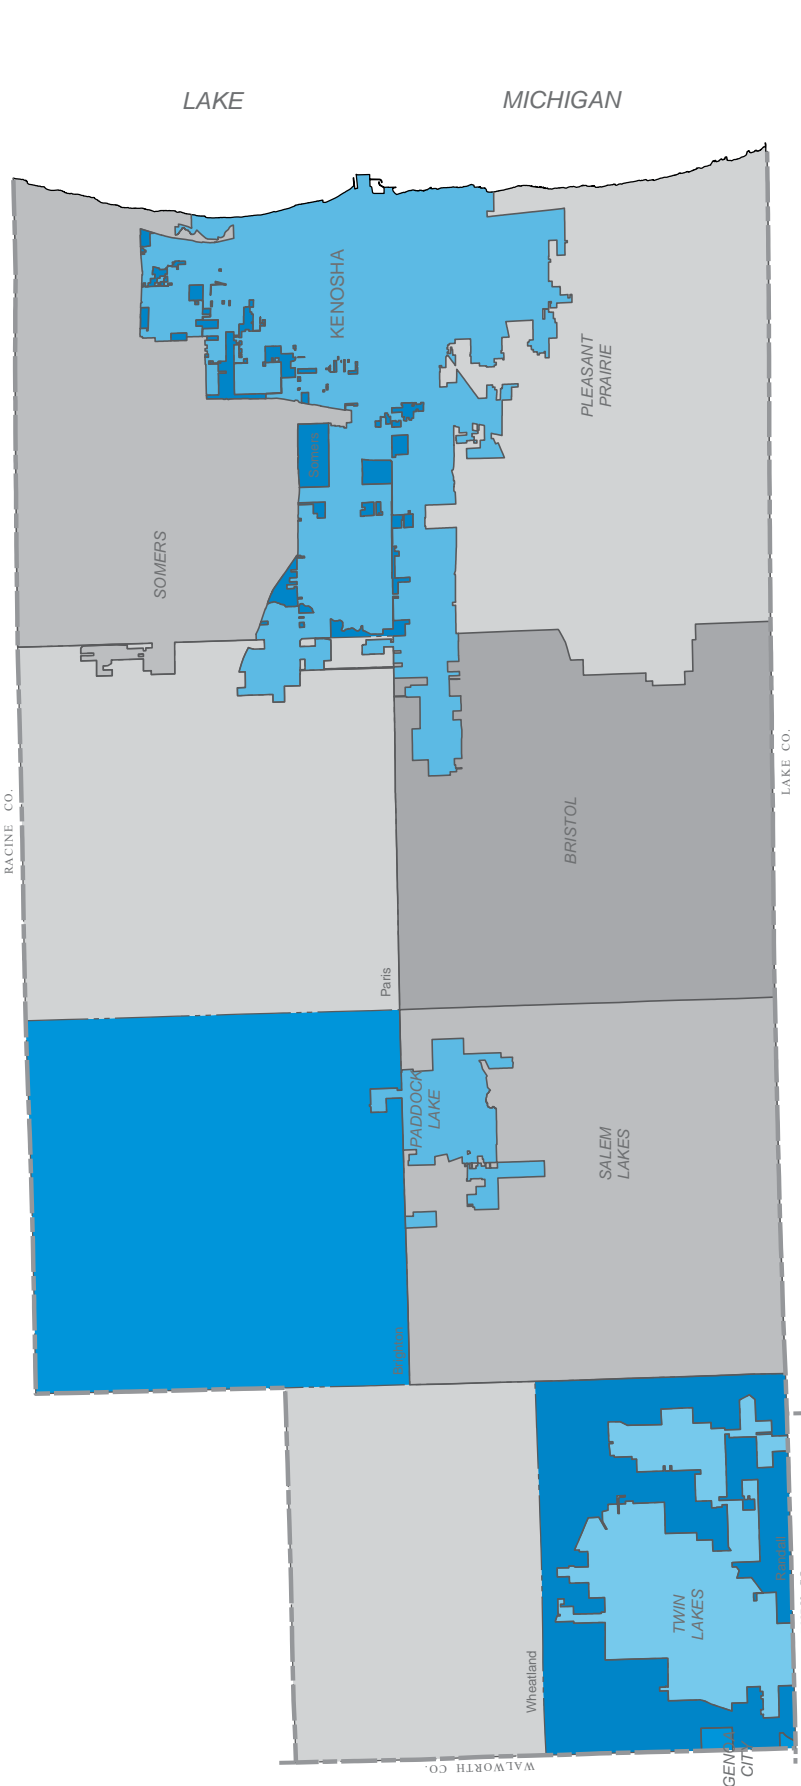 LAKE MICHIGAN
KENOSHA
PLEASANT
PRAIRIE
Somers
SOMERS
LAKE CO.
RACINE CO.
BRISTOL
Paris
PADDOCK
LAKE
SALEM
LAKES
Brighton
Randall
TWIN
LAKES
Wheatland
GENOA
CITY
WALWORTH CO.